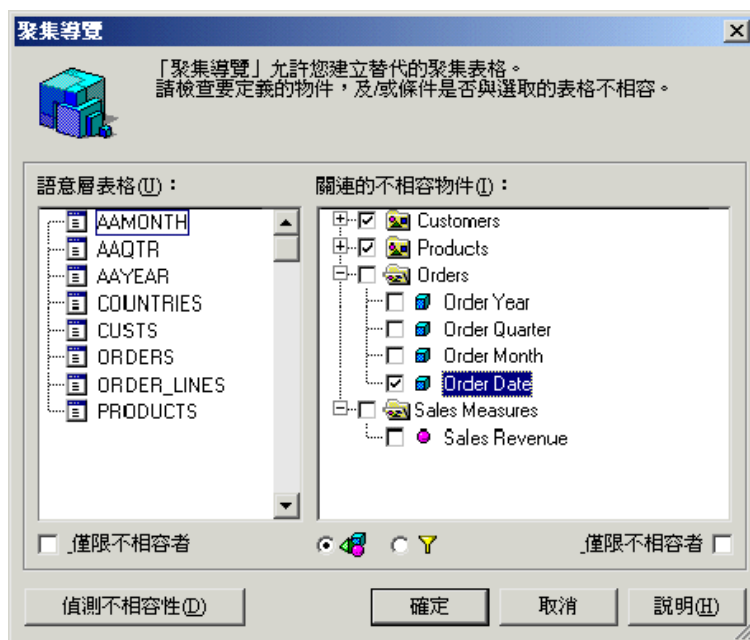 聚集導覽
「聚集導覽」允許您建立替代的聚集表格。
請檢查要定義的物件，及/或條件是否與選取的表格不相容。
語意層表格(U)：
AAMONTH
AAQTR
AAYEAR
COUNTRIES
CUSTS
ORDERS
ORDER_LINES
PRODUCTS
僅限不相容者
關連的不相容物件(I)：
Customers
Products
Orders
Order Year
Order Quarter
Order Month
Order Date
Sales Measures
Sales Revenue
僅限不相容者
偵測不相容性(D)
確定
取消
說明(H)